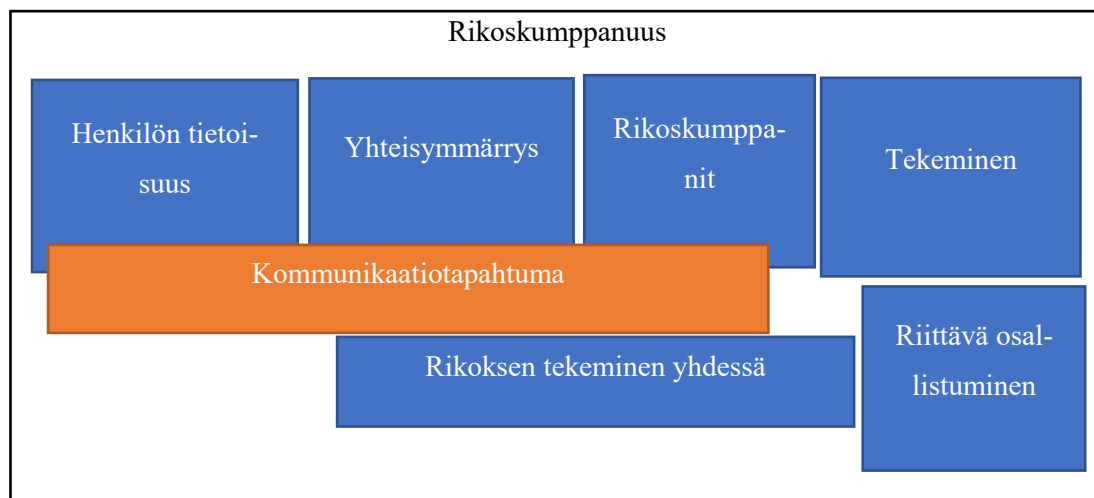 Rikoskumppanuus
Henkilön tietoi-
suus
Yhteisymmärrys
Rikoskumppa-
nit
Tekeminen
Kommunikaatiotapahtuma
Rikoksen tekeminen yhdessä
Riittävä osal-
listuminen